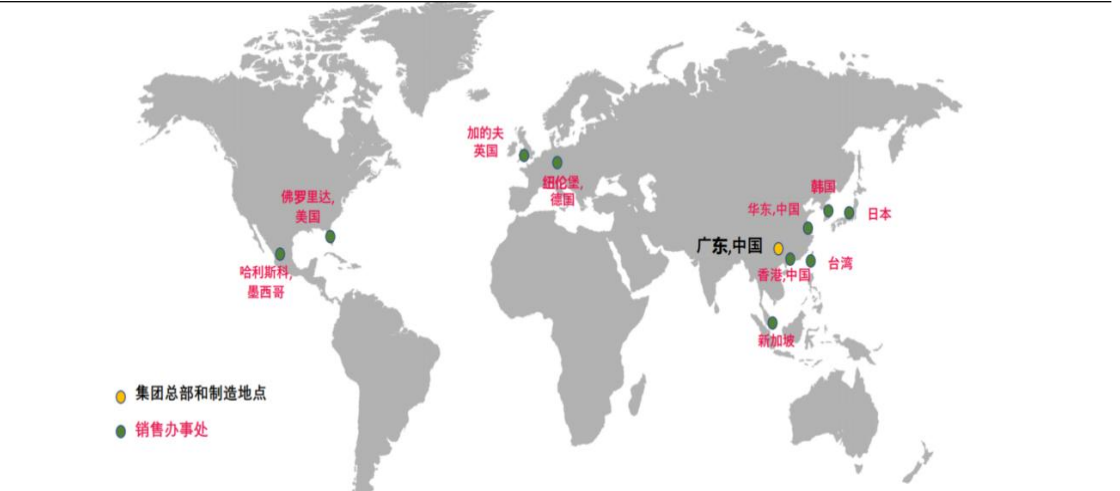 加的夫
英国
纽伦堡,
德国
佛罗里达,
美国
哈利斯科,
墨西哥
韩国
华东,中国
日本
广东,中国
台湾
香港,中国
新加坡
集团总部和制造地点
销售办事处